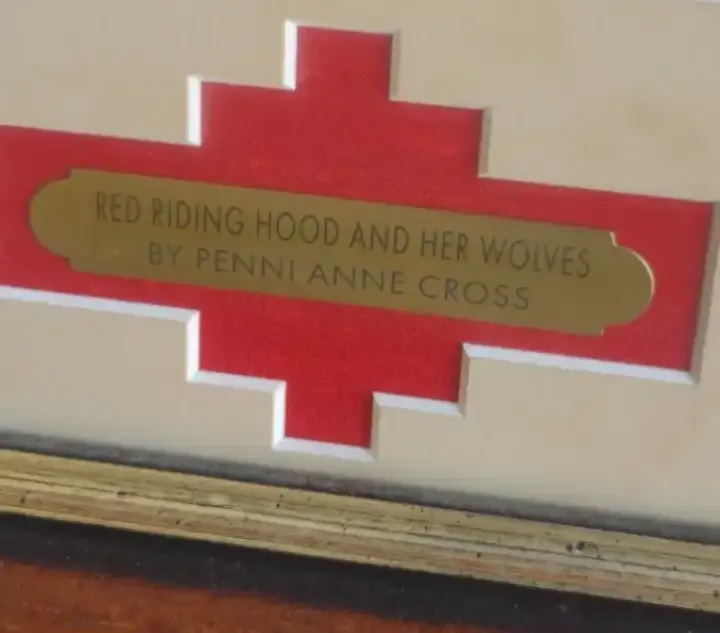 RED RIDING HOOD AND HER WOLVES
BY PENNI ANNE CROSS